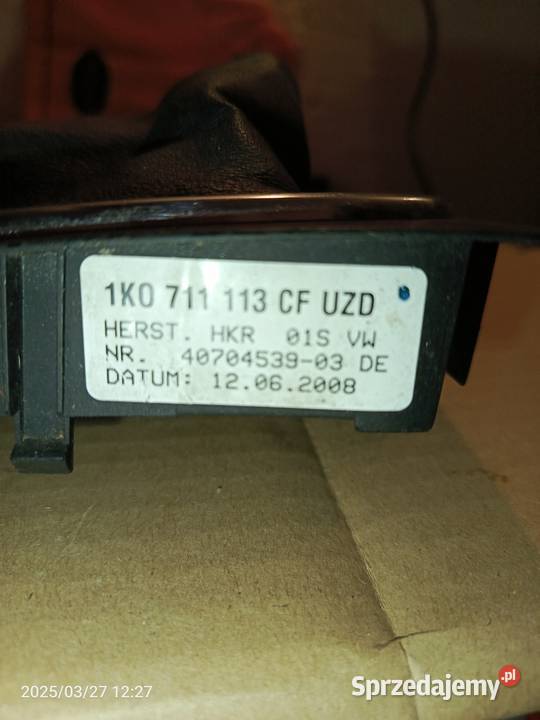 1K0 711 113 CF UZD
HERST. HKR 01S VW
NR. 40704539-03 DE
DATUM: 12.06.2008
2025/03/27 12:27
Sprzedajemy.pl